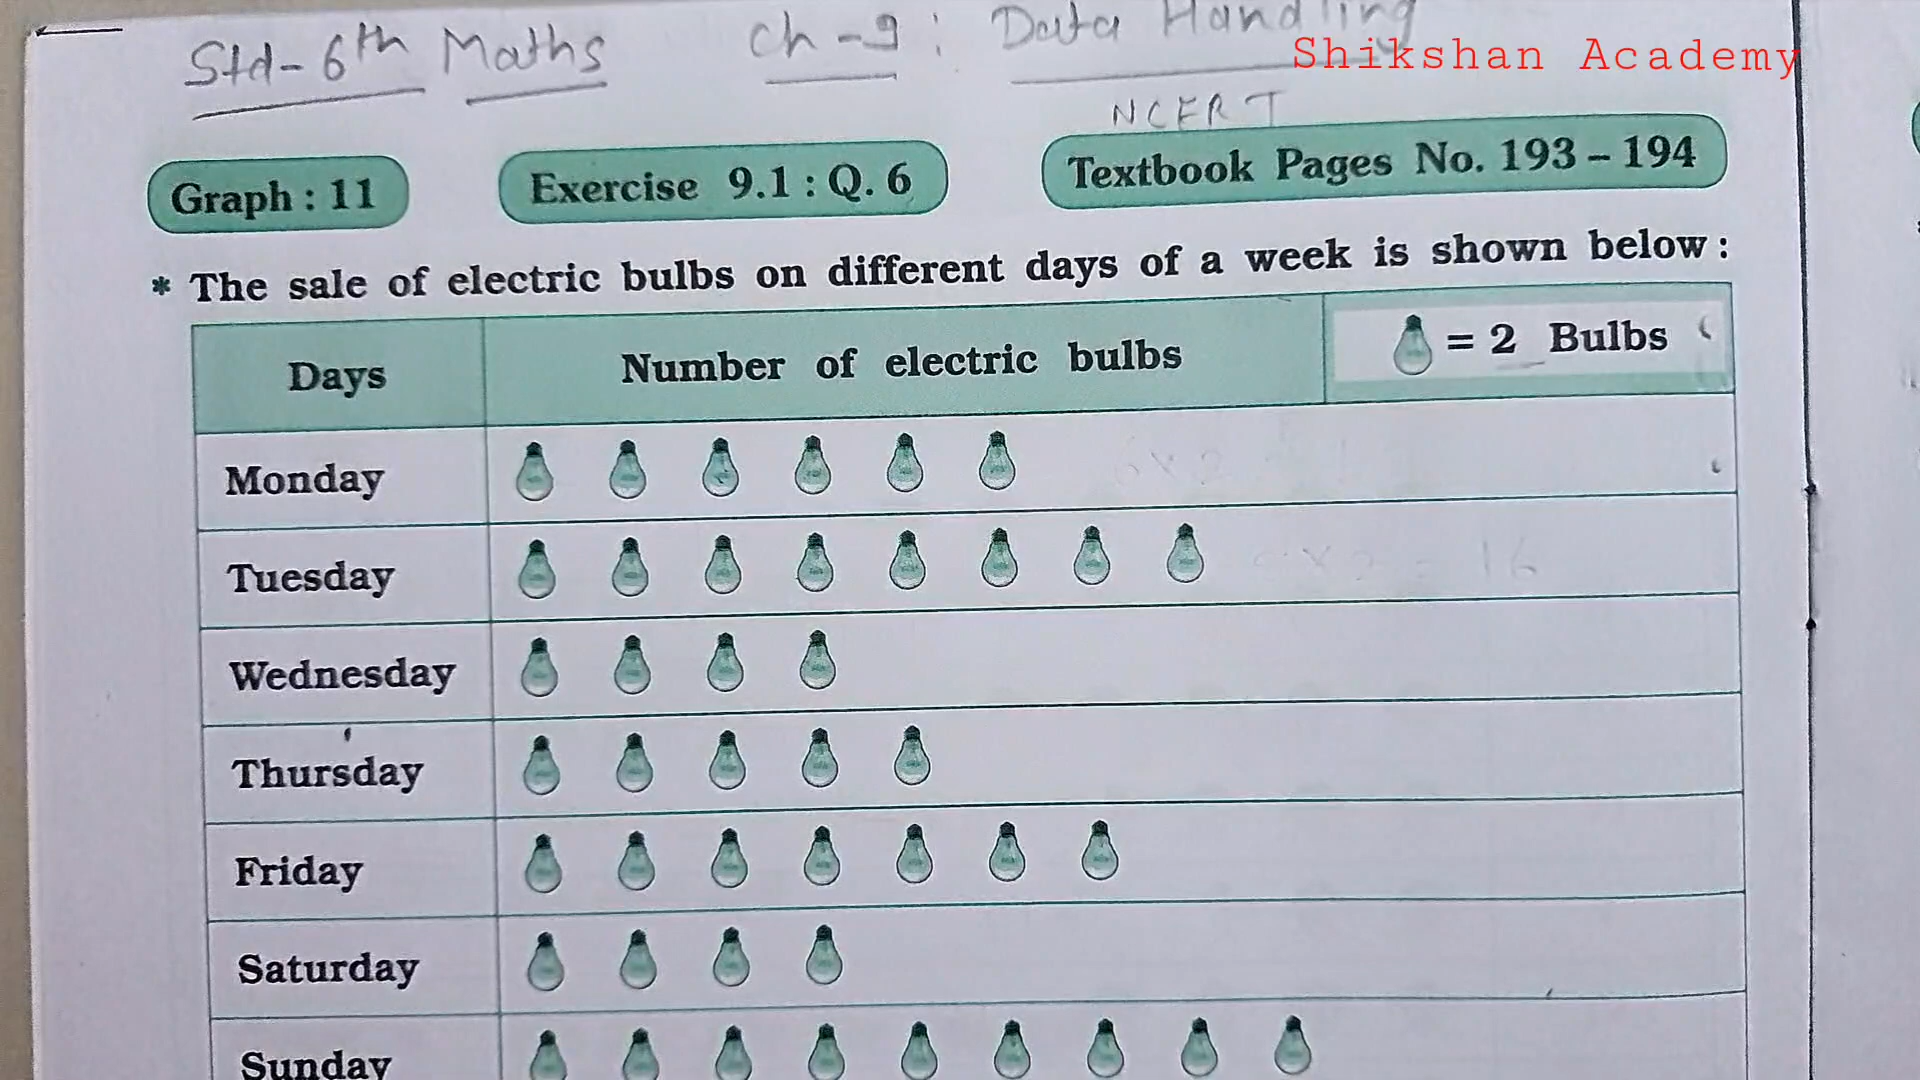 Std-6th Maths Ch-9: Data Handling
Shikshan Academy
NCERT
Graph : 11 Exercise 9.1 : Q. 6 Textbook Pages No. 193 – 194
* The sale of electric bulbs on different days of a week is shown below :
Days Number of electric bulbs = 2 Bulbs
Monday
Tuesday = 16
Wednesday
Thursday
Friday
Saturday
Sunday